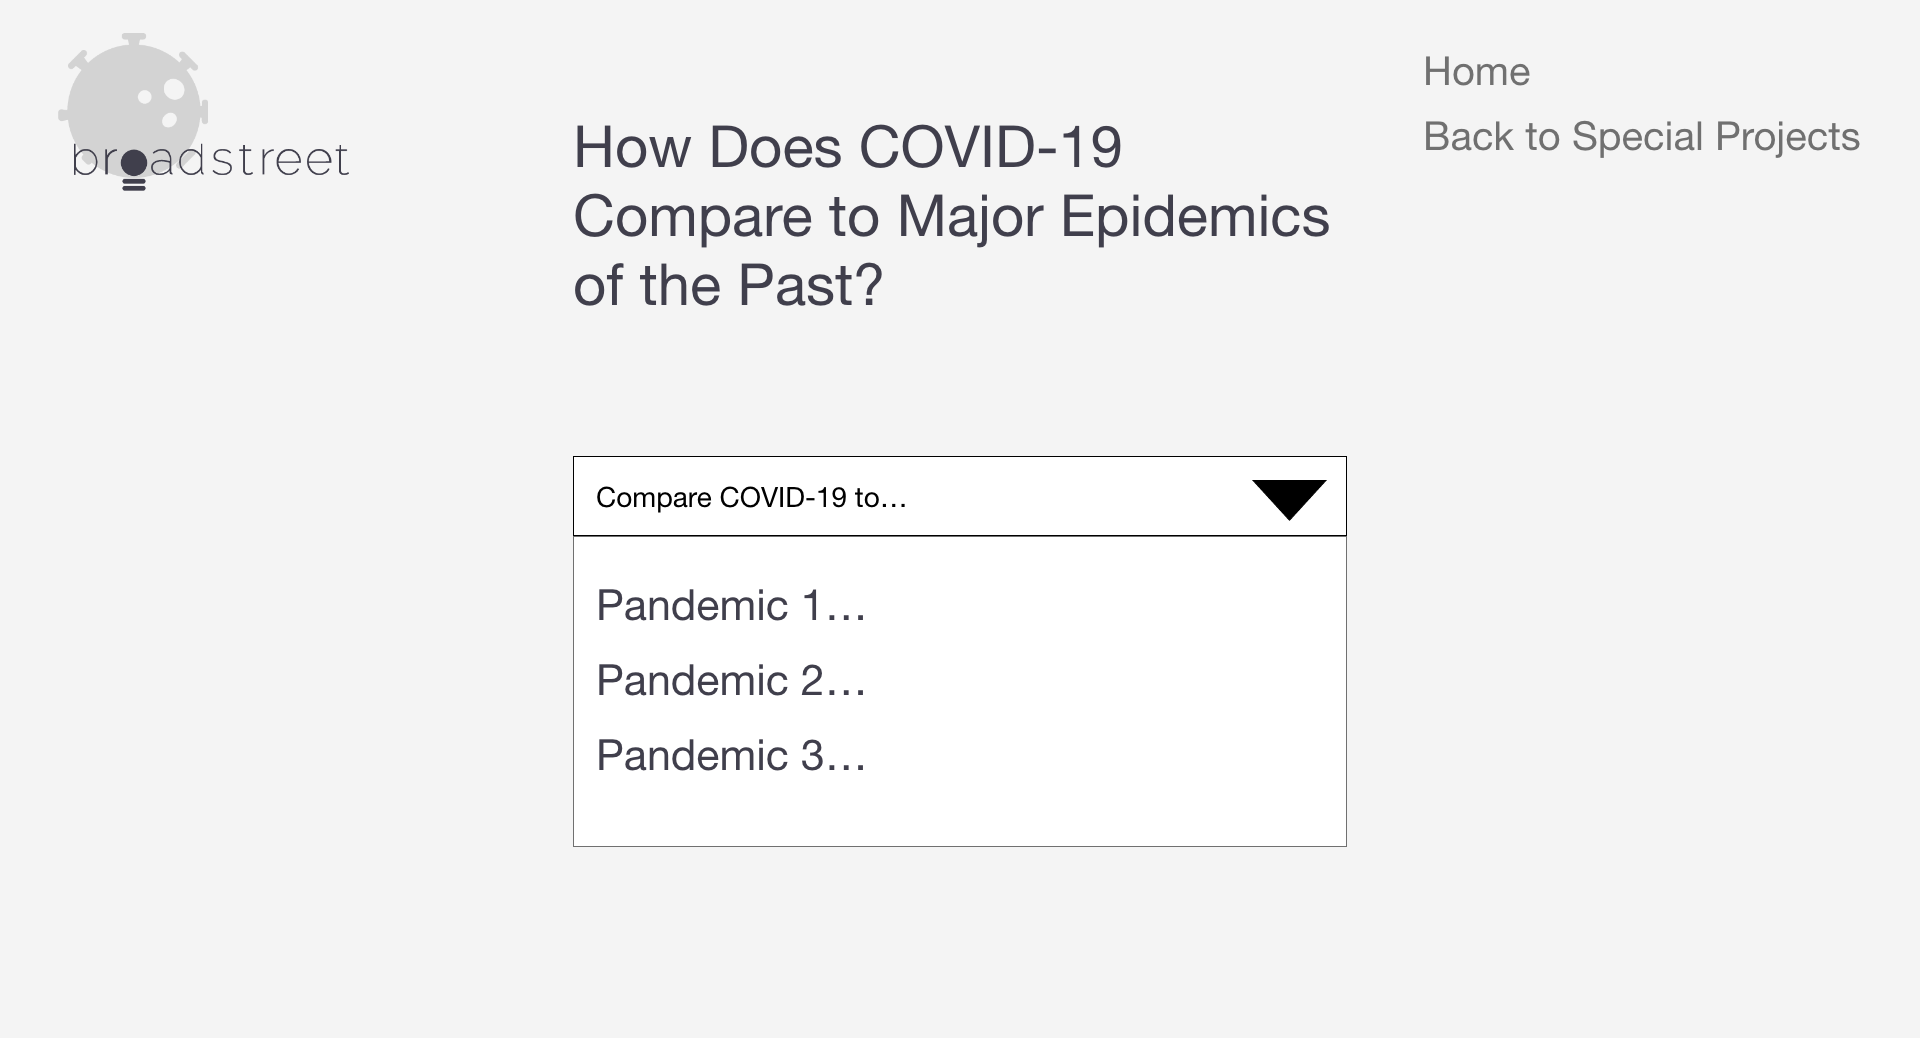 broadstreet
Home
Back to Special Projects
How Does COVID-19
Compare to Major Epidemics
of the Past?
Compare COVID-19 to...
Pandemic 1...
Pandemic 2...
Pandemic 3...